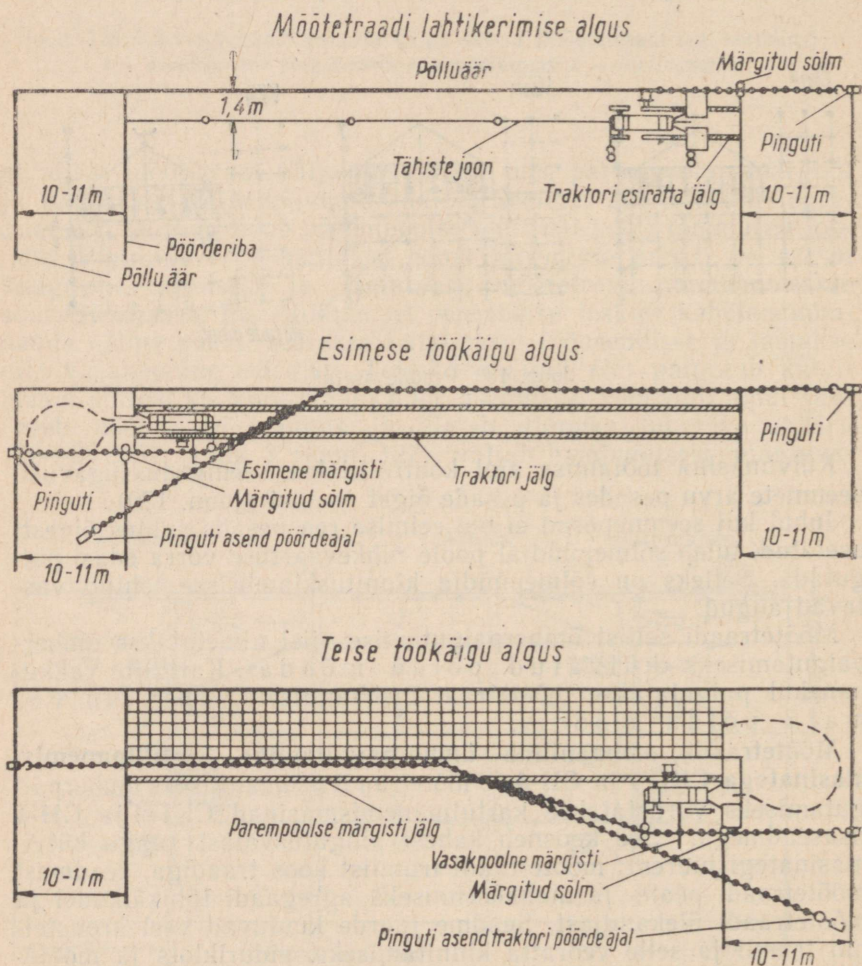 Mõõtetraadi lahtikerimise algus
Põlluäär
Märgitud sõlm
1,4 m
Pinguti
Tähiste joon
10-11 m
Traktori esiratta jälg
10-11 m
Pöörderiba
Põlluäär
Esimese töökäigu algus
Pinguti
Esimene märgisti
Traktori jälg
Pinguti
Märgitud sõlm
Pinguti asend pöördeajal
10-11 m
10-11 m
Teise töökäigu algus
Parempoolse märgisti jälg
Vasakpoolne märgisti
Märgitud sõlm
Pinguti asend traktori pöördeajal
10-11 m
10-11 m